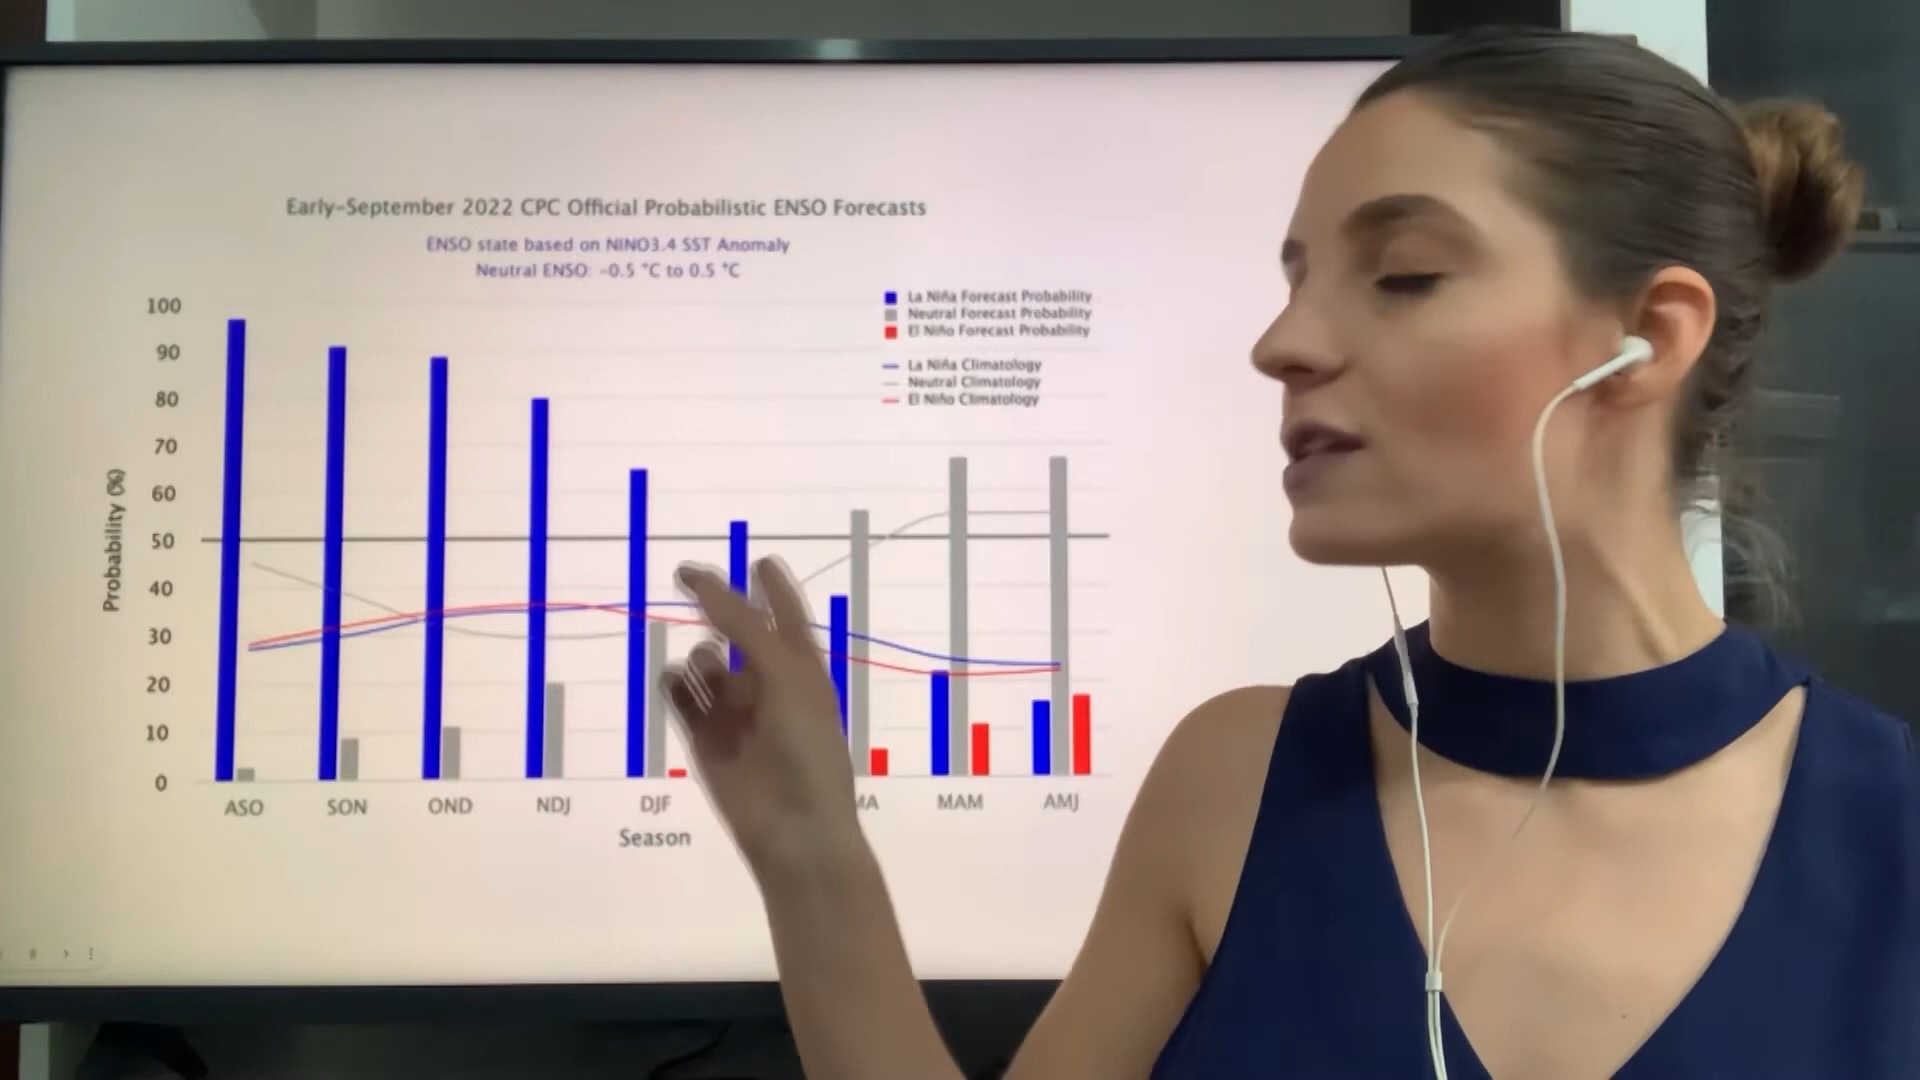 Early-September 2022 CPC Official Probabilistic ENSO Forecasts
ENSO state based on NINO3.4 SST Anomaly
Neutral ENSO: -0.5 °C to 0.5 °C
La Niña Forecast Probability
Neutral Forecast Probability
El Niño Forecast Probability
La Niña Climatology
Neutral Climatology
El Niño Climatology
Probability (%)
100
90
80
70
60
50
40
30
20
10
0
ASO SON OND NDJ DJF MA MAM AMJ
Season